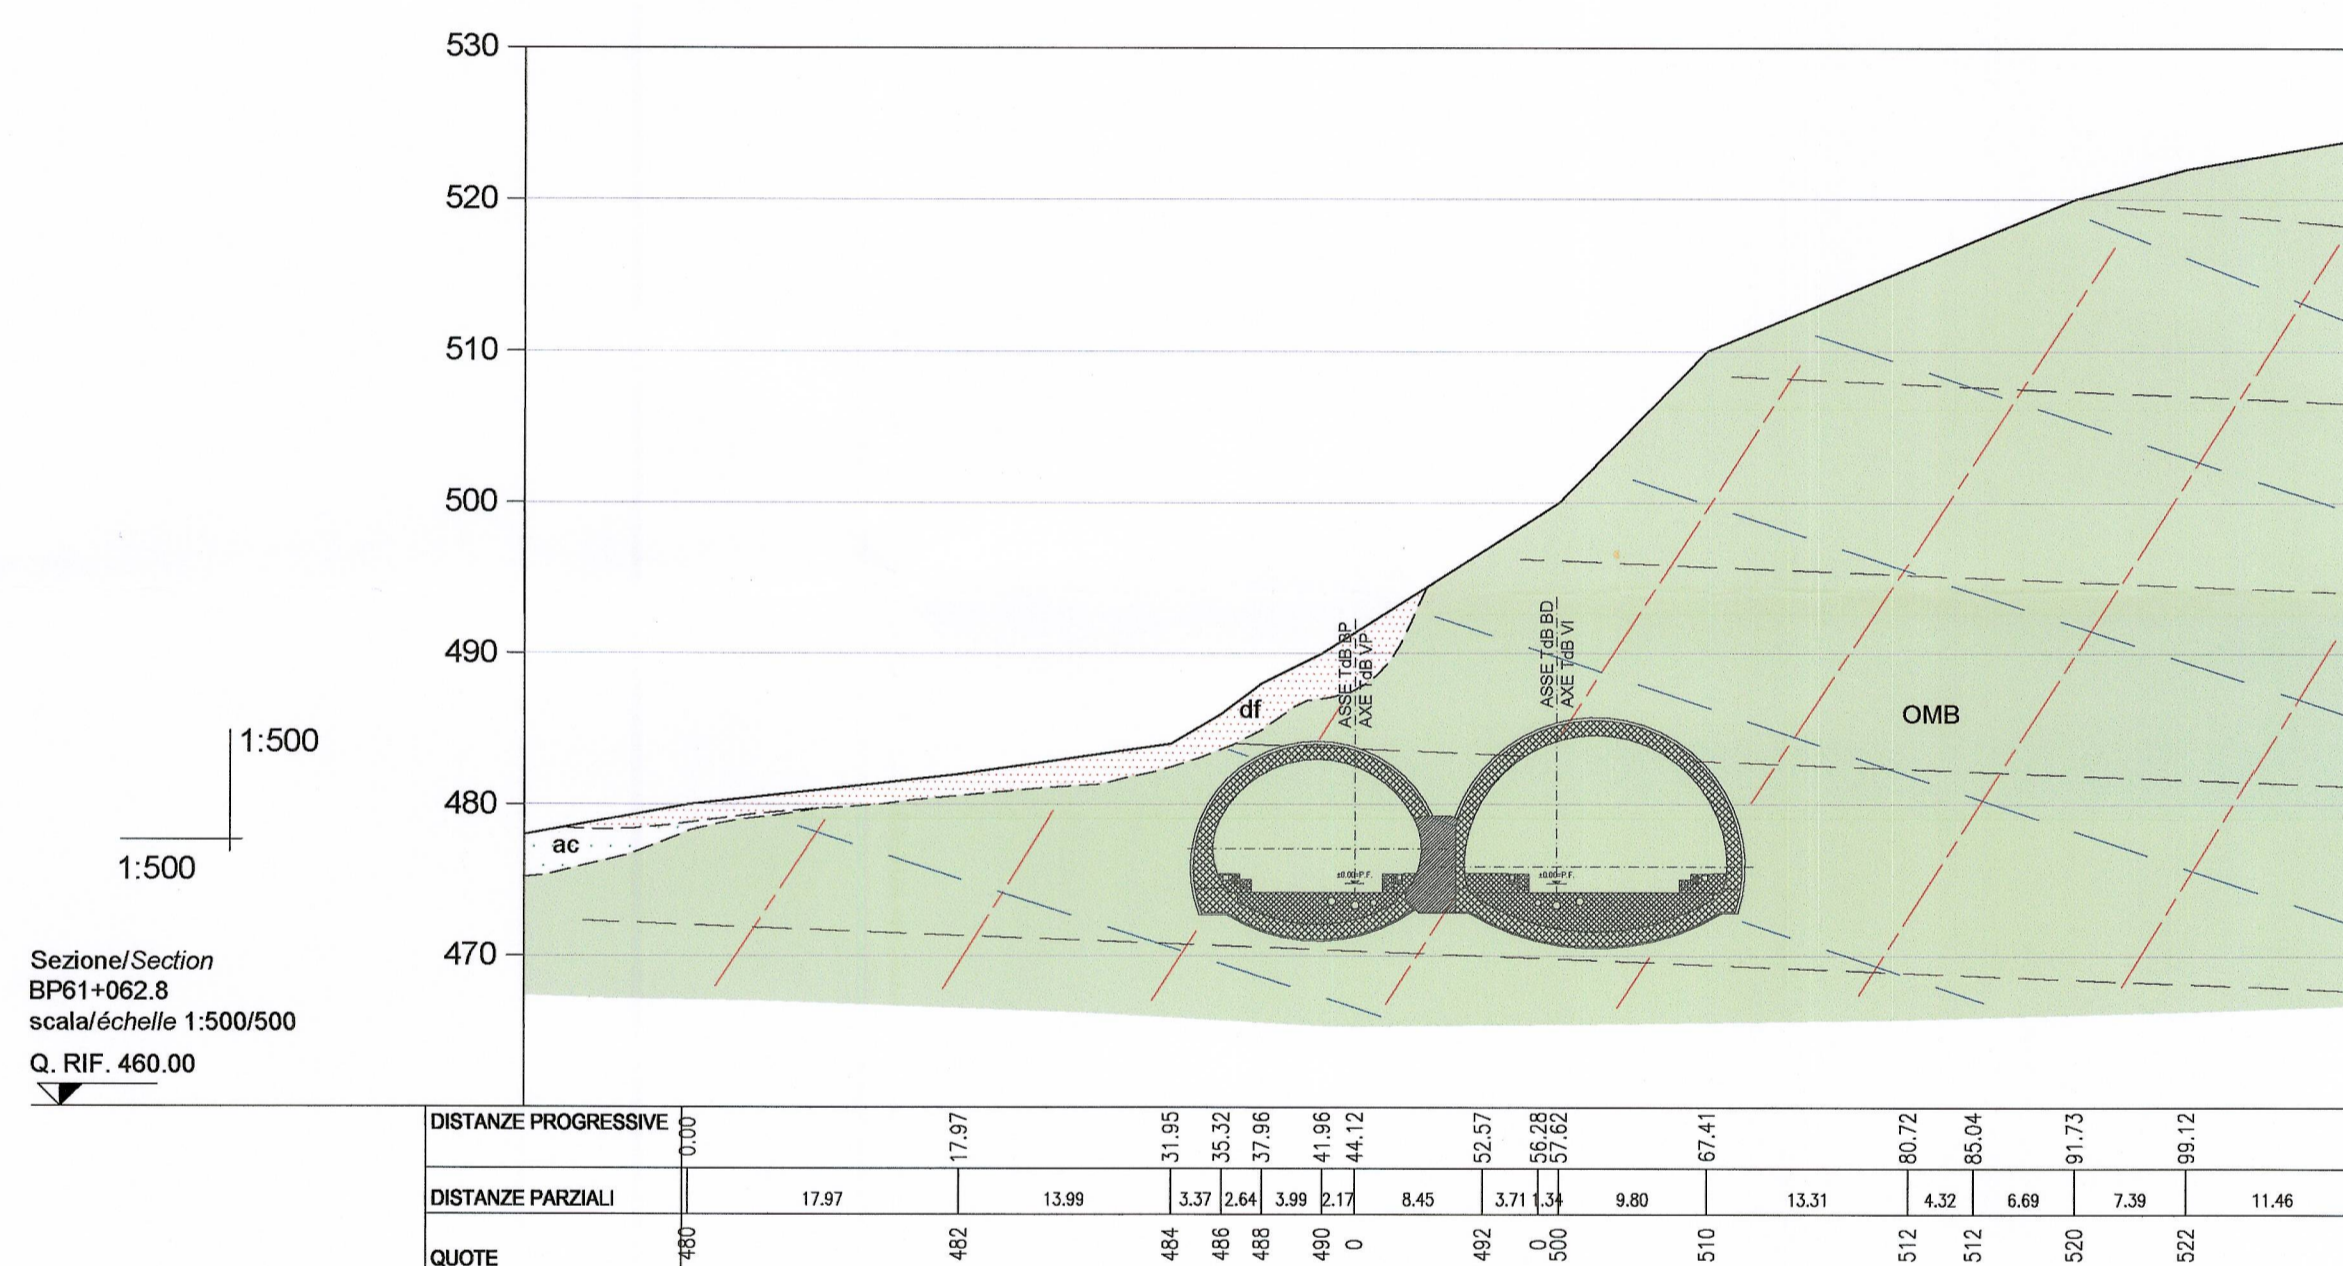 530
520
510
500
490
480
470
ASSE TdB BP
AXE TdB VP
ASSE TdB BD
AXE TdB VI
df
ac
OMB
±0.00=P.F.
±0.00=P.F.
1:500
1:500
Sezione/Section
BP61+062.8
scala/échelle 1:500/500
Q. RIF. 460.00
DISTANZE PROGRESSIVE 0.00 17.97 31.95 35.32 37.96 41.96 44.12 52.57 56.28 57.62 67.41 80.72 85.04 91.73 99.12
DISTANZE PARZIALI 17.97 13.99 3.37 2.64 3.99 2.17 8.45 3.71 1.34 9.80 13.31 4.32 6.69 7.39 11.46
QUOTE 480 482 484 486 488 490 0 492 0 500 510 512 512 520 522